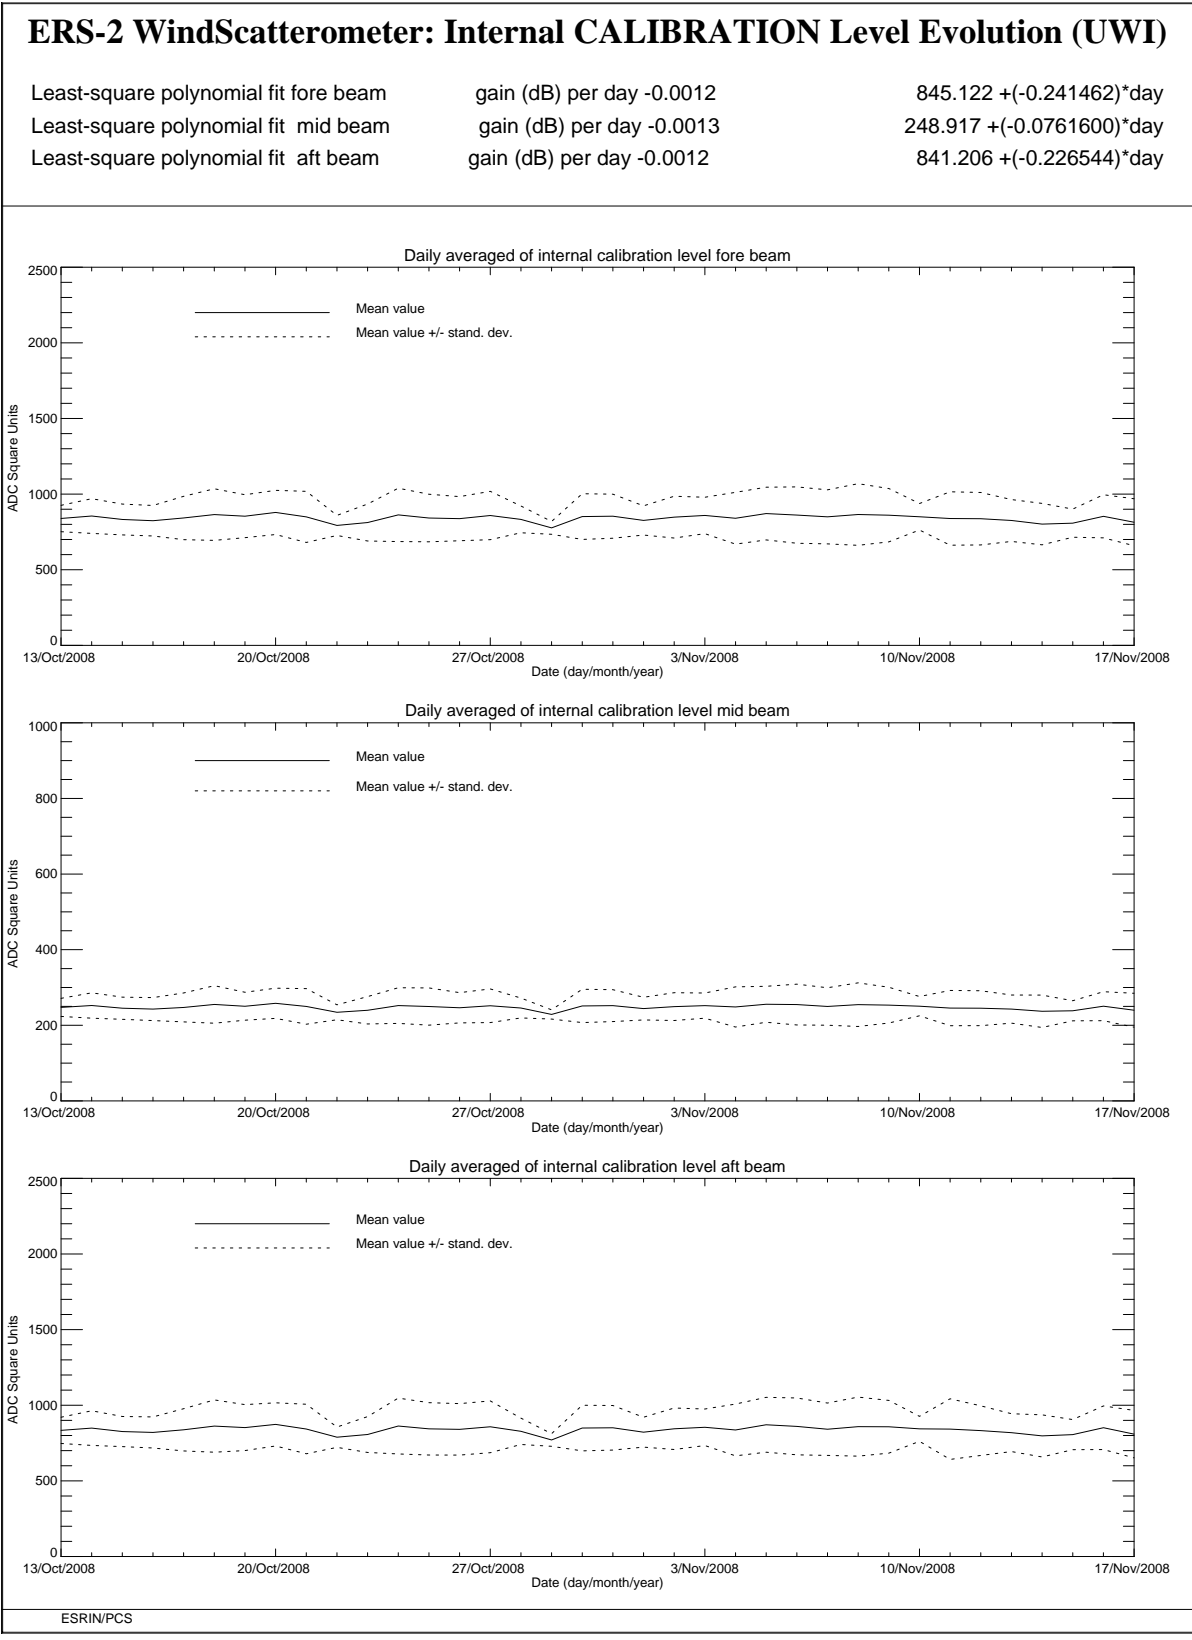 ERS-2 WindScatterometer: Internal CALIBRATION Level Evolution (UWI)
Least-square polynomial fit fore beam gain (dB) per day -0.0012 845.122 +(-0.241462)*day
Least-square polynomial fit mid beam gain (dB) per day -0.0013 248.917 +(-0.0761600)*day
Least-square polynomial fit aft beam gain (dB) per day -0.0012 841.206 +(-0.226544)*day
Daily averaged of internal calibration level fore beam
2500
2000
1500
1000
500
0
ADC Square Units
Mean value
Mean value +/- stand. dev.
13/Oct/2008 20/Oct/2008 27/Oct/2008 3/Nov/2008 10/Nov/2008 17/Nov/2008
Date (day/month/year)
Daily averaged of internal calibration level mid beam
1000
800
600
400
200
0
ADC Square Units
Mean value
Mean value +/- stand. dev.
13/Oct/2008 20/Oct/2008 27/Oct/2008 3/Nov/2008 10/Nov/2008 17/Nov/2008
Date (day/month/year)
Daily averaged of internal calibration level aft beam
2500
2000
1500
1000
500
0
ADC Square Units
Mean value
Mean value +/- stand. dev.
13/Oct/2008 20/Oct/2008 27/Oct/2008 3/Nov/2008 10/Nov/2008 17/Nov/2008
Date (day/month/year)
ESRIN/PCS